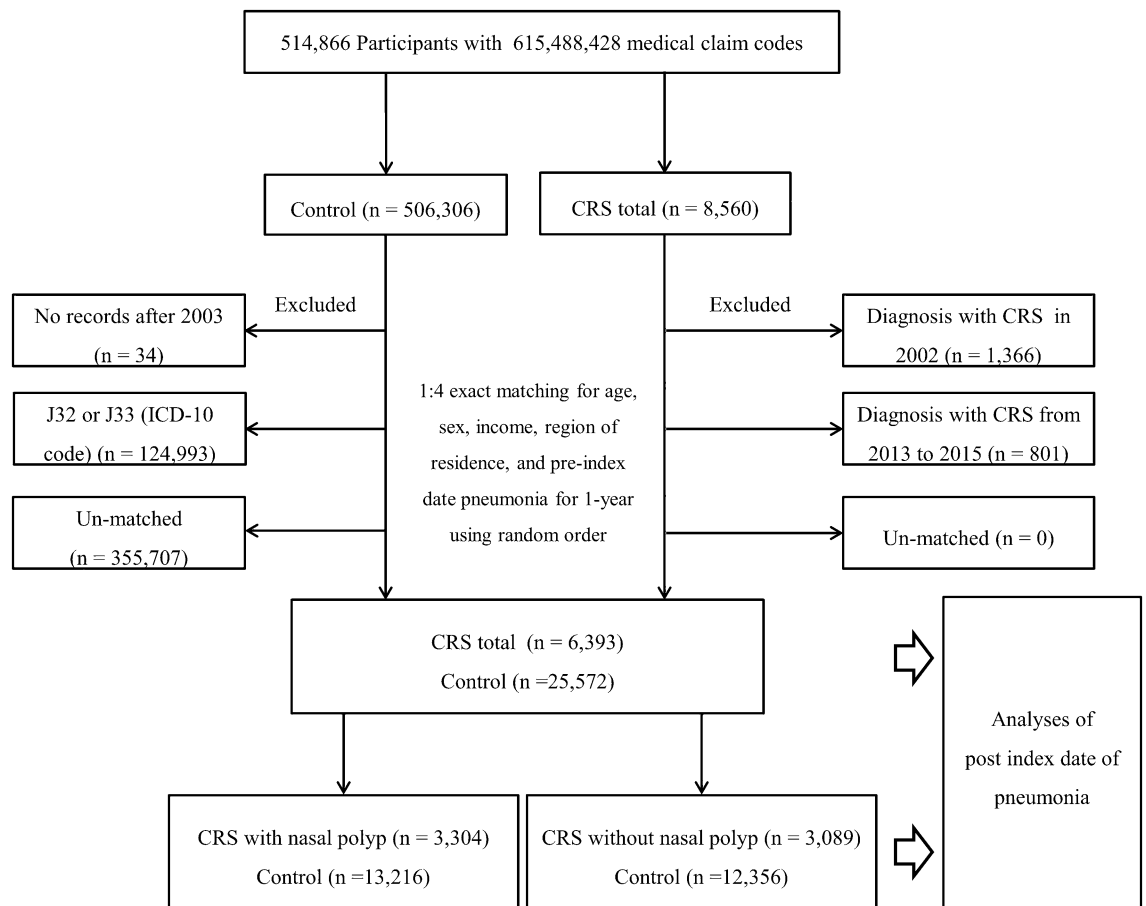 514,866 Participants with 615,488,428 medical claim codes
Control (n = 506,306)
CRS total (n = 8,560)
Excluded
Excluded
No records after 2003
(n = 34)
Diagnosis with CRS in
2002 (n = 1,366)
J32 or J33 (ICD-10
code) (n = 124,993)
1:4 exact matching for age,
sex, income, region of
residence, and pre-index
date pneumonia for 1-year
using random order
Diagnosis with CRS from
2013 to 2015 (n = 801)
Un-matched
(n = 355,707)
Un-matched (n = 0)
CRS total (n = 6,393)
Control (n =25,572)
Analyses of
post index date of
pneumonia
CRS with nasal polyp (n = 3,304)
Control (n =13,216)
CRS without nasal polyp (n = 3,089)
Control (n =12,356)